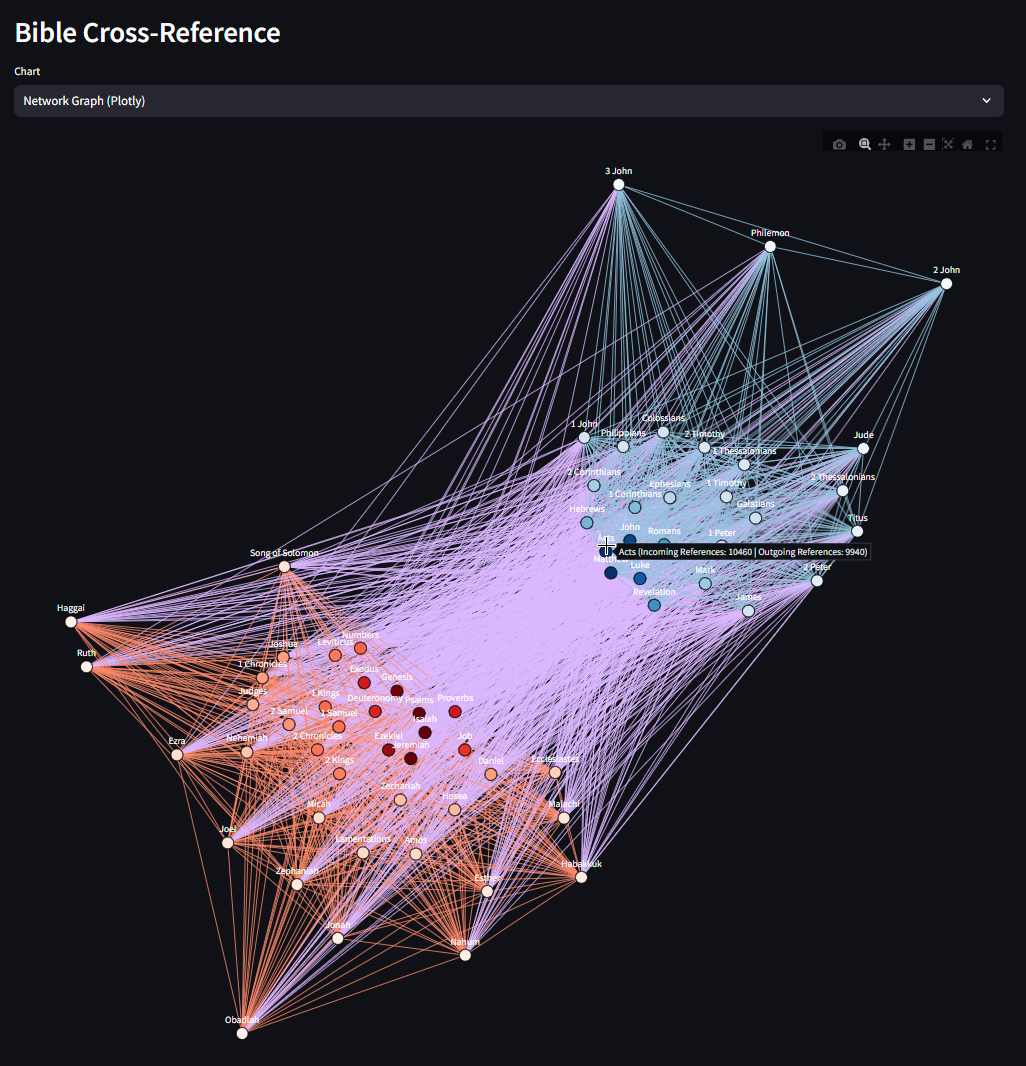 Bible Cross-Reference
Chart
Network Graph (Plotly)
3 John
Philemon
2 John
Colossians
1 John
Philippians
2 Timothy
Jude
1 Thessalonians
2 Corinthians
2 Thessalonians
Ephesians
1 Timothy
1 Corinthians
Galatians
Hebrews
Titus
John
Romans
1 Peter
Acts
Acts (Incoming References: 10460 | Outgoing References: 9940)
Song of Solomon
Matthew
Luke
Mark
2 Peter
Revelation
James
Haggai
Numbers
Joshua
Leviticus
Ruth
1 Chronicles
Exodus
Genesis
Judges
1 Kings
Deuteronomy
Psalms
Proverbs
2 Samuel
1 Samuel
Isaiah
Ezra
Nehemiah
2 Chronicles
Ezekiel
Job
Jeremiah
2 Kings
Daniel
Ecclesiastes
Zechariah
Hosea
Micah
Malachi
Joel
Lamentations
Amos
Habakkuk
Zephaniah
Esther
Jonah
Nahum
Obadiah